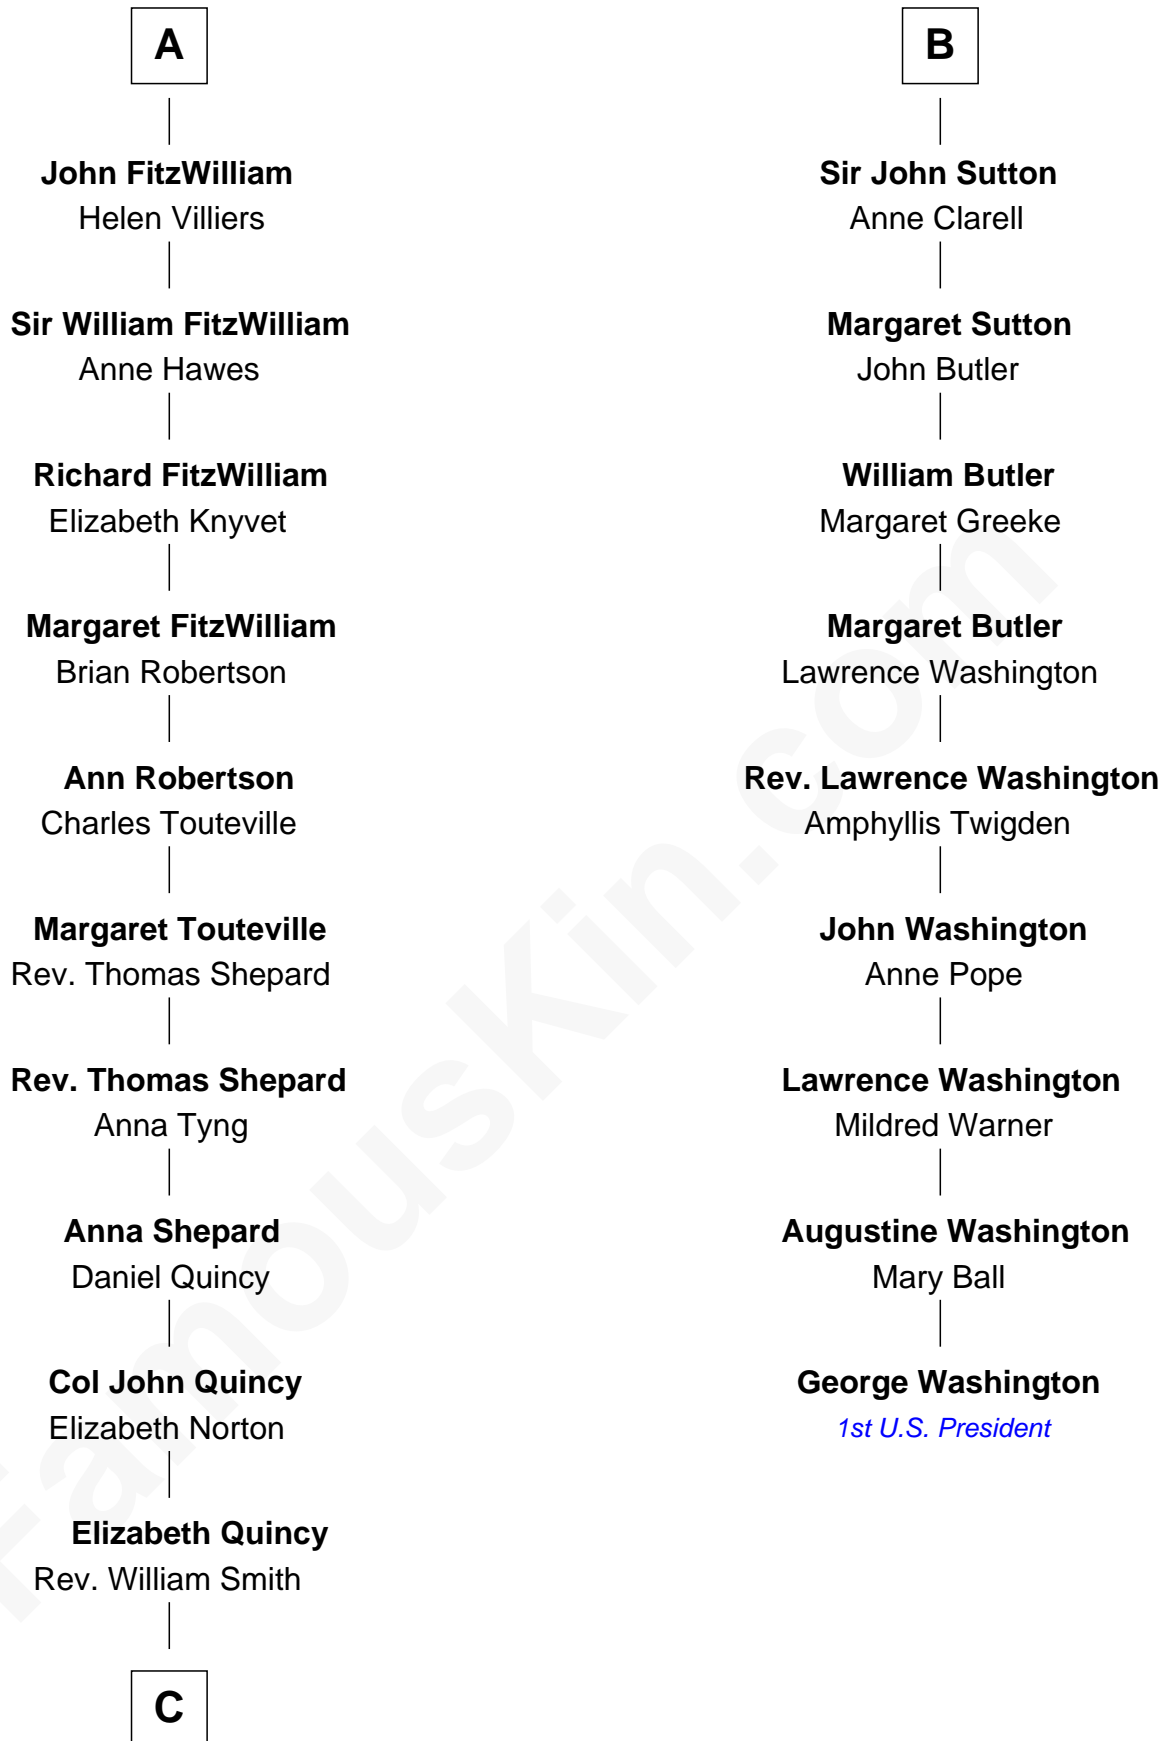 A
John FitzWilliam
Helen Villiers
Sir William FitzWilliam
Anne Hawes
Richard FitzWilliam
Elizabeth Knyvet
Margaret FitzWilliam
Brian Robertson
Ann Robertson
Charles Touteville
Margaret Touteville
Rev. Thomas Shepard
Rev. Thomas Shepard
Anna Tyng
Anna Shepard
Daniel Quincy
Col John Quincy
Elizabeth Norton
Elizabeth Quincy
Rev. William Smith
C
B
Sir John Sutton
Anne Clarell
Margaret Sutton
John Butler
William Butler
Margaret Greeke
Margaret Butler
Lawrence Washington
Rev. Lawrence Washington
Amphyllis Twigden
John Washington
Anne Pope
Lawrence Washington
Mildred Warner
Augustine Washington
Mary Ball
George Washington
1st U.S. President
FamousKin.com